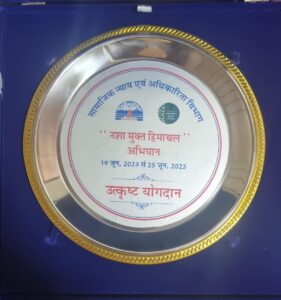 सामाजिक न्याय एवं अधिकारिता विभाग
" नशा मुक्त हिमाचल "
अभियान
19 जून, 2023 से 25 जून, 2023
उत्कृष्ट योगदान